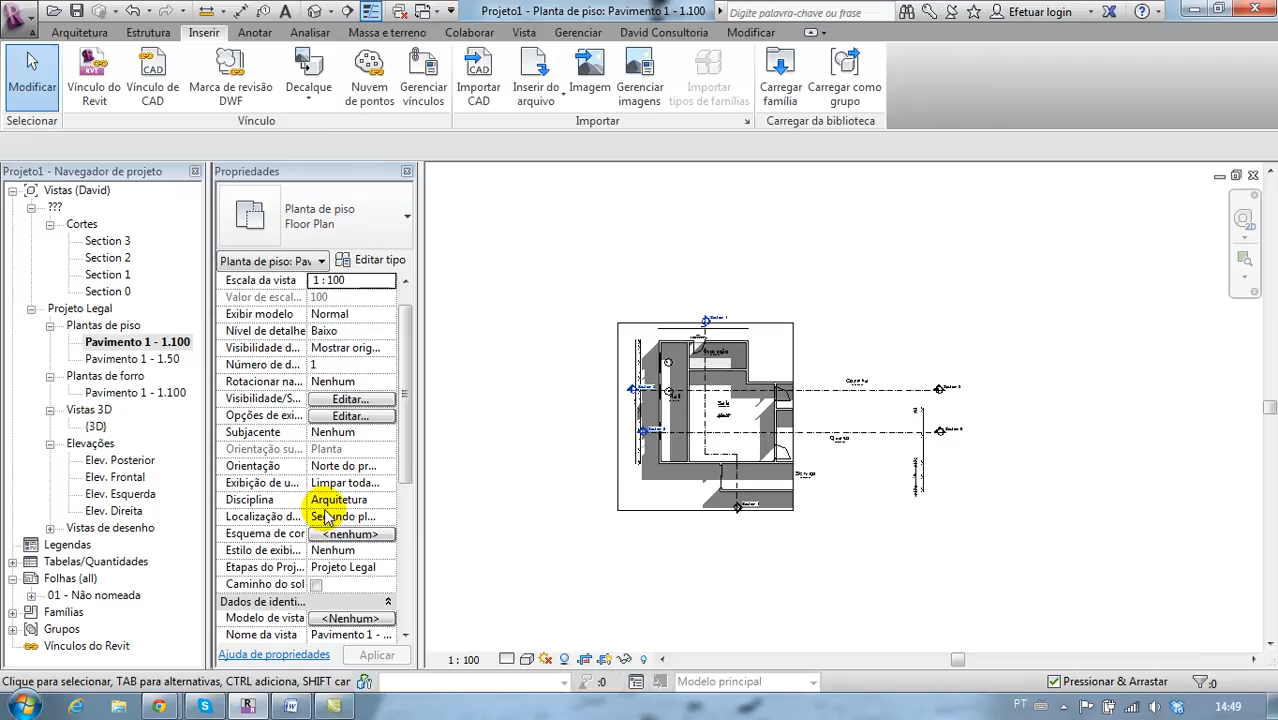 Projeto1 - Planta de piso: Pavimento 1 - 1.100
Digite palavra-chave ou frase
Efetuar login
Arquitetura Estrutura Inserir Anotar Analisar Massa e terreno Colaborar Vista Gerenciar David Consultoria Modificar
Modificar
Vínculo do Revit
Vínculo de CAD
Marca de revisão DWF
Decalque
Nuvem de pontos
Gerenciar vínculos
Importar CAD
Inserir do arquivo
Imagem
Gerenciar imagens
Importar tipos de famílias
Carregar família
Carregar como grupo
Selecionar Vínculo Importar Carregar da biblioteca
Projeto1 - Navegador de projeto
Vistas (David)
???
Cortes
Section 3
Section 2
Section 1
Section 0
Projeto Legal
Plantas de piso
Pavimento 1 - 1.100
Pavimento 1 - 1.50
Plantas de forro
Pavimento 1 - 1.100
Vistas 3D
{3D}
Elevações
Elev. Posterior
Elev. Frontal
Elev. Esquerda
Elev. Direita
Vistas de desenho
Legendas
Tabelas/Quantidades
Folhas (all)
01 - Não nomeada
Famílias
Grupos
Vínculos do Revit
Propriedades
Planta de piso
Floor Plan
Planta de piso: Pav Editar tipo
Escala da vista 1 : 100
Valor de escal... 100
Exibir modelo Normal
Nível de detalhe Baixo
Visibilidade d... Mostrar orig...
Número de d... 1
Rotacionar na... Nenhum
Visibilidade/S... Editar...
Opções de exi... Editar...
Subjacente Nenhum
Orientação su... Planta
Orientação Norte do pr...
Exibição de u... Limpar toda...
Disciplina Arquitetura
Localização d... Segundo pl...
Esquema de cor <nenhum>
Estilo de exibi... Nenhum
Etapas do Proj... Projeto Legal
Caminho do sol
Dados de identi...
Modelo de vista <Nenhum>
Nome da vista Pavimento 1 - ...
Ajuda de propriedades Aplicar
2D
1 : 100
Clique para selecionar, TAB para alternativas, CTRL adiciona, SHIFT car
:0
Modelo principal
Pressionar & Arrastar
:0
PT
14:49